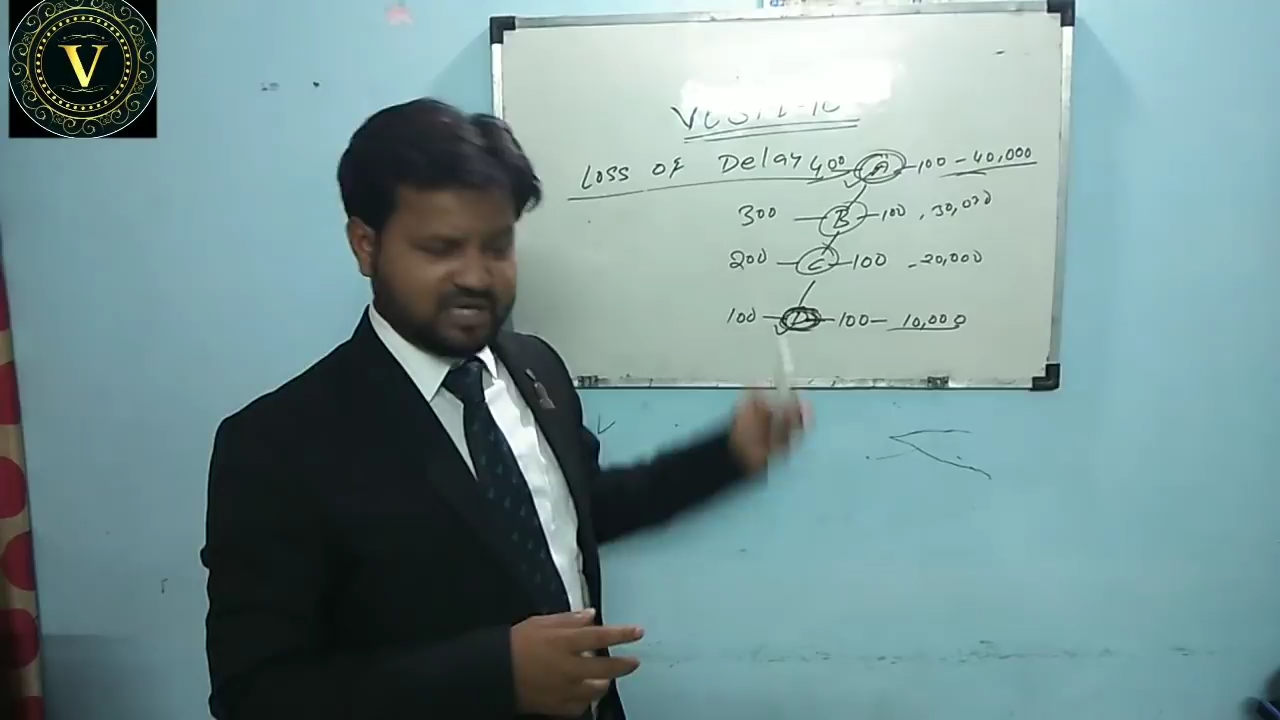 V
Loss of Delay 400 - A - 100 - 40,000
300 - B - 100, 30,000
200 - C - 100 - 20,000
100 - D - 100 - 10,000